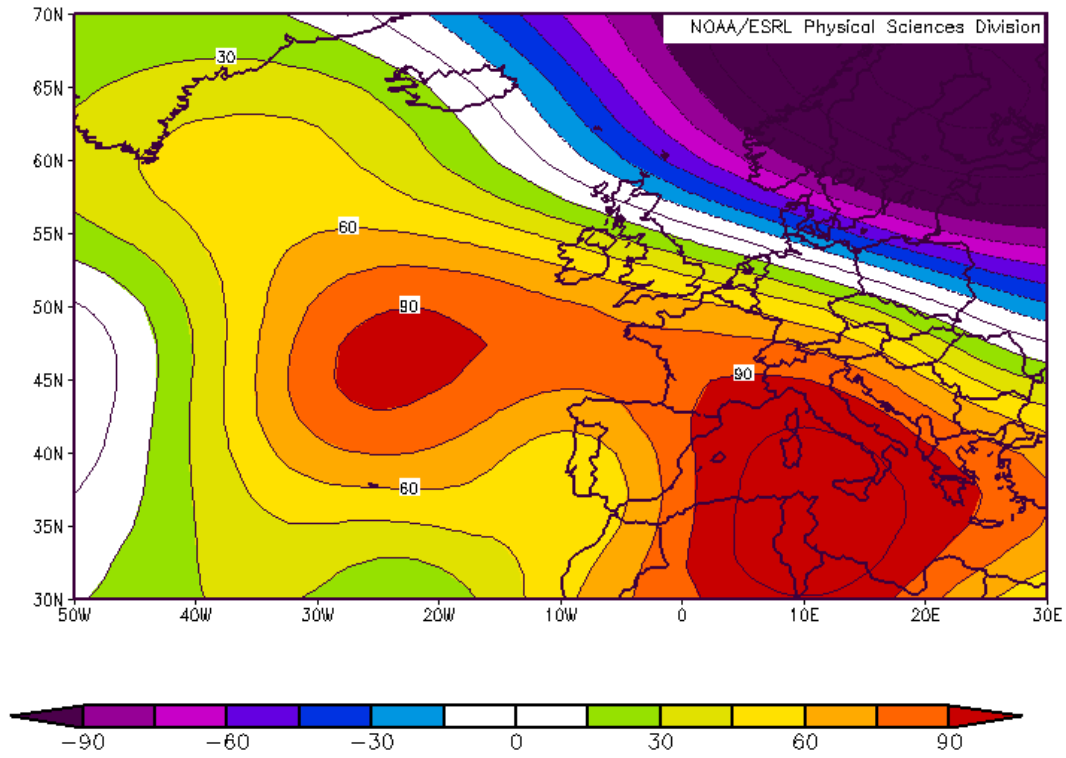 70N
NOAA/ESRL Physical Sciences Division
30
65N
60N
60
55N
90
50N
45N
90
40N
60
35N
30N
50W 40W 30W 20W 10W 0 10E 20E 30E
−90 −60 −30 0 30 60 90